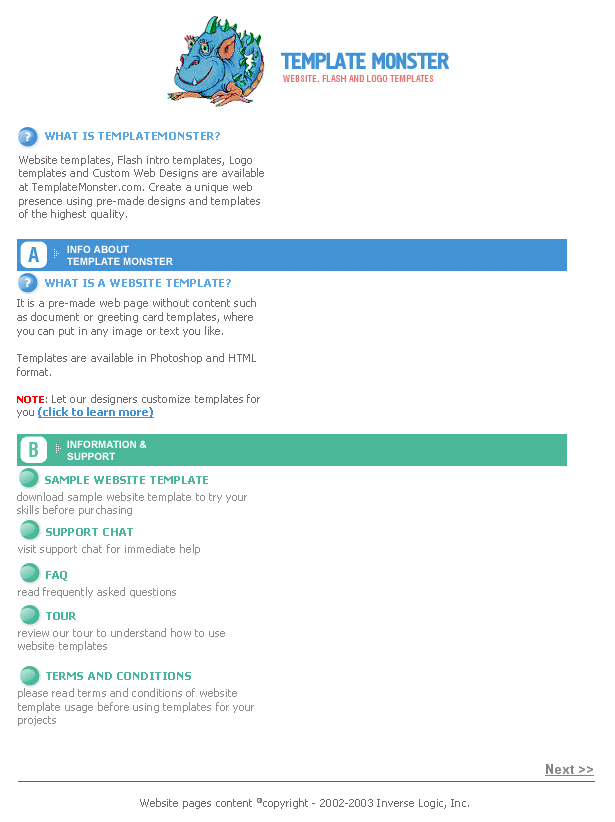 TEMPLATE MONSTER
WEBSITE, FLASH AND LOGO TEMPLATES
? WHAT IS TEMPLATEMONSTER?
Website templates, Flash intro templates, Logo
templates and Custom Web Designs are available
at TemplateMonster.com. Create a unique web
presence using pre-made designs and templates
of the highest quality.
A INFO ABOUT
TEMPLATE MONSTER
? WHAT IS A WEBSITE TEMPLATE?
It is a pre-made web page without content such
as document or greeting card templates, where
you can put in any image or text you like.
Templates are available in Photoshop and HTML
format.
NOTE: Let our designers customize templates for
you (click to learn more)
B INFORMATION &
SUPPORT
SAMPLE WEBSITE TEMPLATE
download sample website template to try your
skills before purchasing
SUPPORT CHAT
visit support chat for immediate help
FAQ
read frequently asked questions
TOUR
review our tour to understand how to use
website templates
TERMS AND CONDITIONS
please read terms and conditions of website
template usage before using templates for your
projects
Next >>
Website pages content ©copyright - 2002-2003 Inverse Logic, Inc.